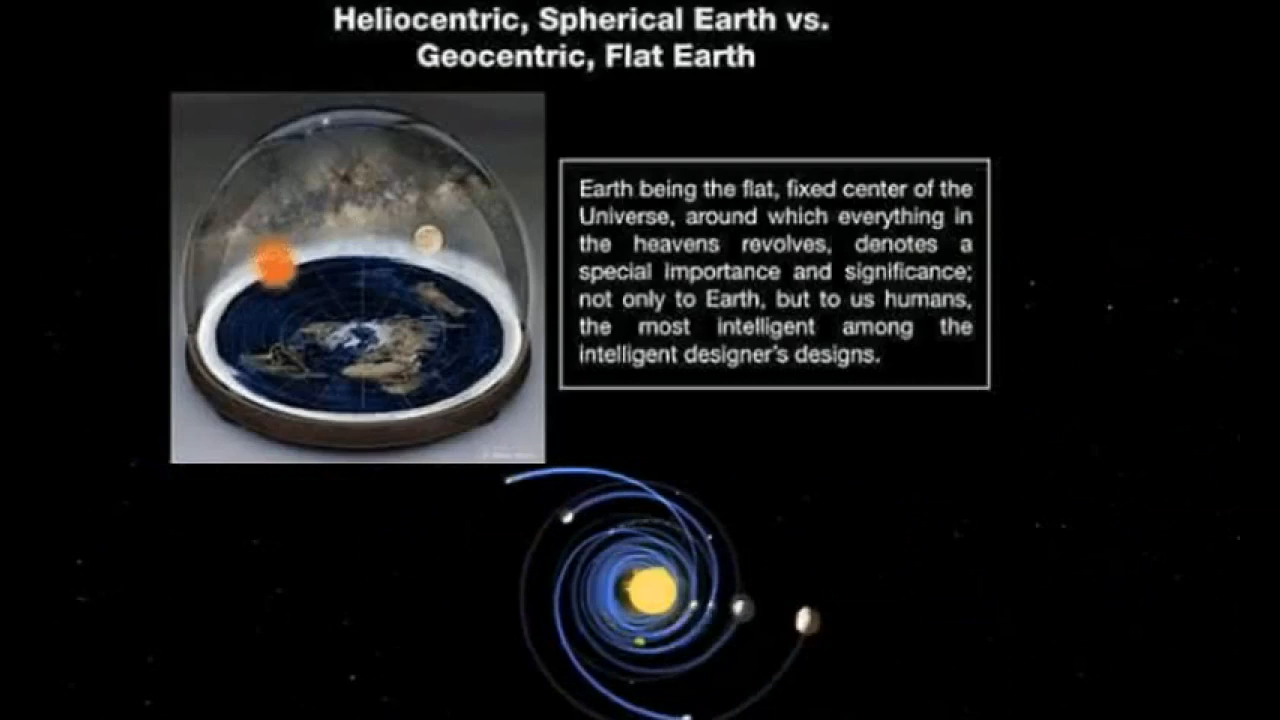 Heliocentric, Spherical Earth vs.
Geocentric, Flat Earth
Earth being the flat, fixed center of the
Universe, around which everything in
the heavens revolves, denotes a
special importance and significance;
not only to Earth, but to us humans,
the most intelligent among the
intelligent designer's designs.